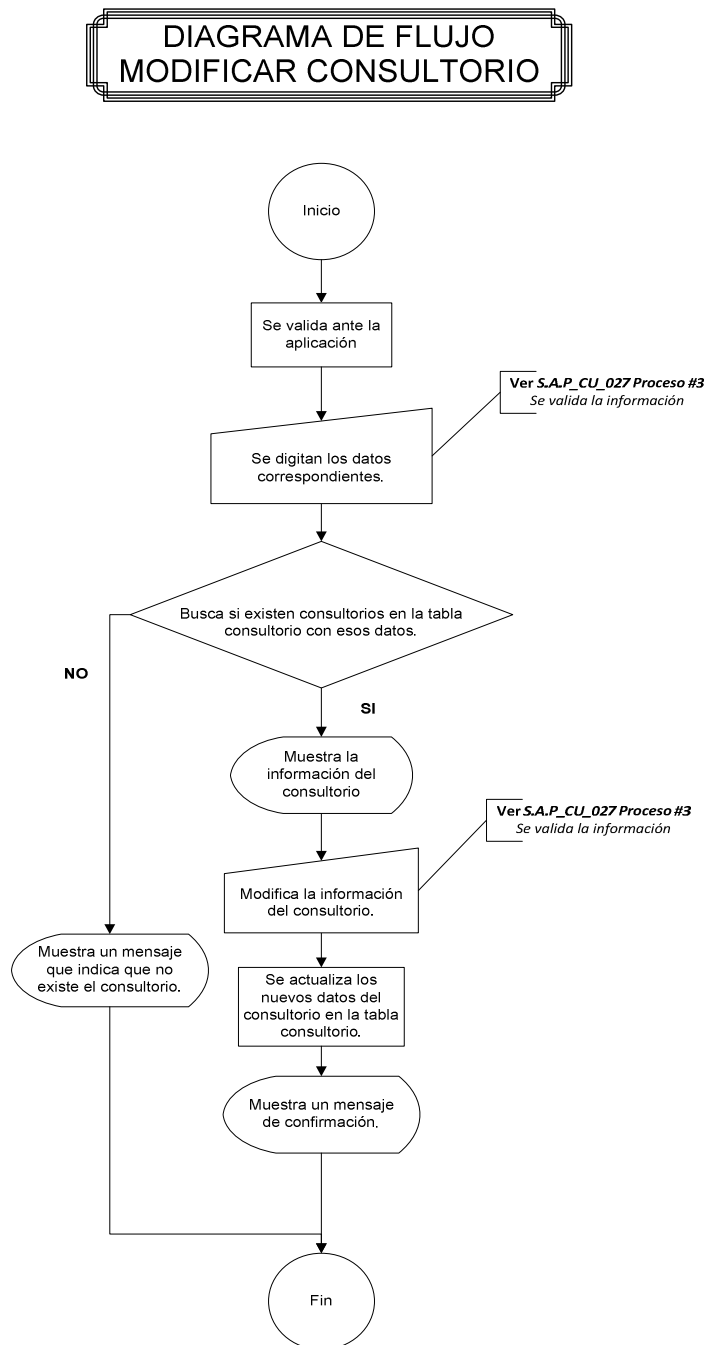 DIAGRAMA DE FLUJO
MODIFICAR CONSULTORIO
Inicio
Se valida ante la
aplicación
Ver S.A.P_CU_027 Proceso #3
Se valida la información
Se digitan los datos
correspondientes.
Busca si existen consultorios en la tabla
consultorio con esos datos.
NO
SI
Muestra la
información del
consultorio
Ver S.A.P_CU_027 Proceso #3
Se valida la información
Modifica la información
del consultorio.
Muestra un mensaje
que indica que no
existe el consultorio.
Se actualiza los
nuevos datos del
consultorio en la tabla
consultorio.
Muestra un mensaje
de confirmación.
Fin